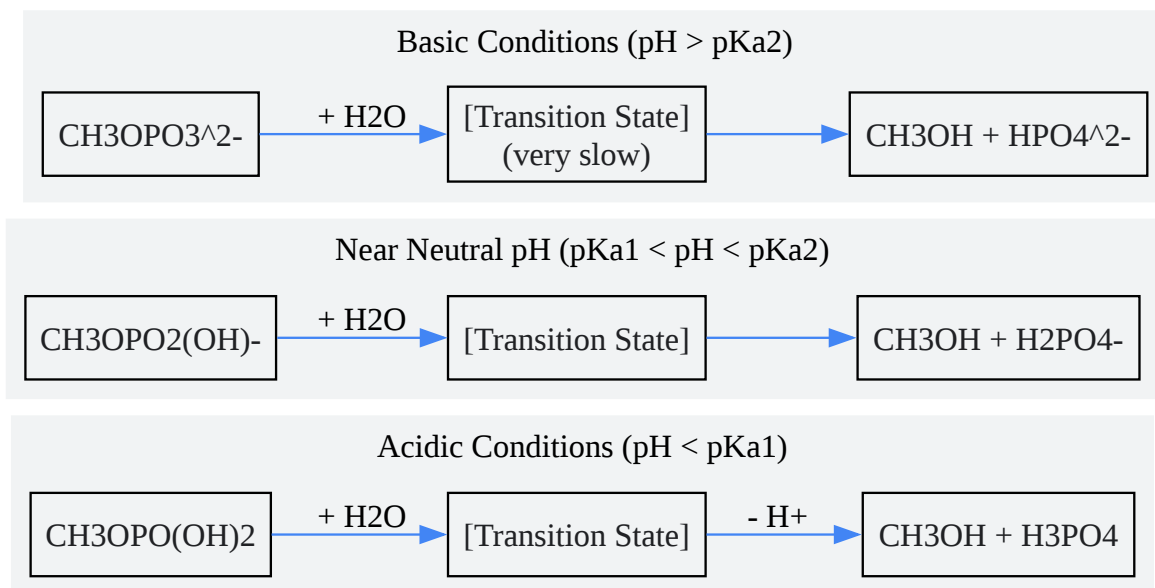 Basic Conditions (pH > pKa2)
CH3OPO3^2-
+ H2O
[Transition State]
(very slow)
CH3OH + HPO4^2-
Near Neutral pH (pKa1 < pH < pKa2)
CH3OPO2(OH)-
+ H2O
[Transition State]
CH3OH + H2PO4-
Acidic Conditions (pH < pKa1)
CH3OPO(OH)2
+ H2O
[Transition State]
- H+
CH3OH + H3PO4